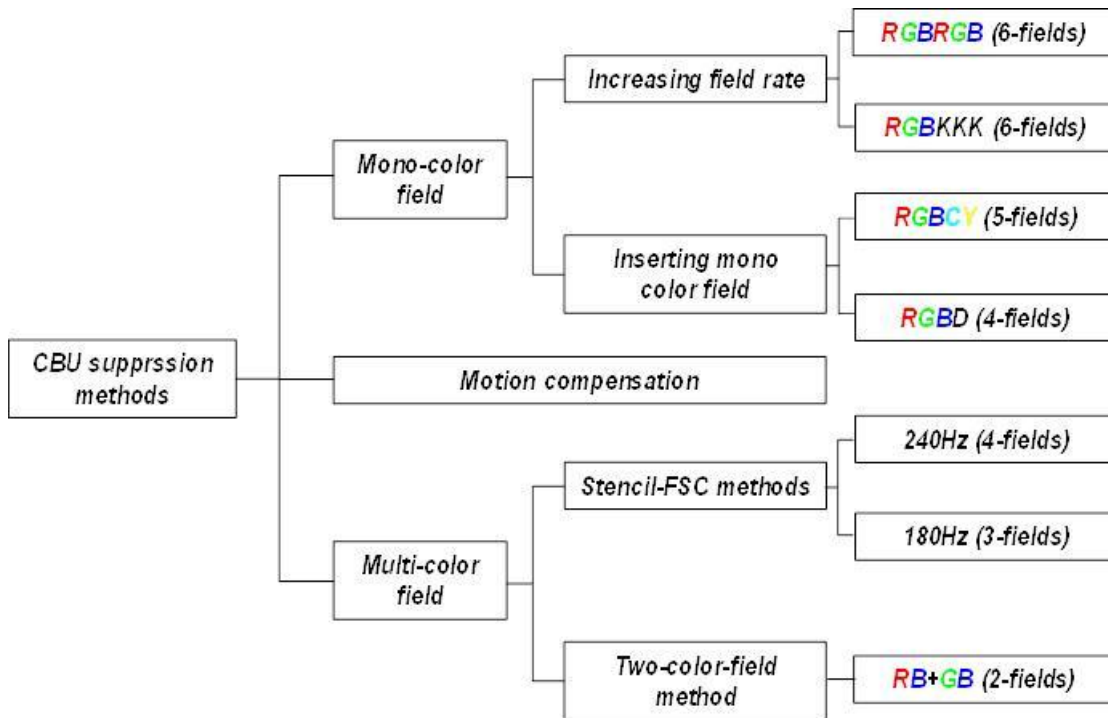 RGBRGB (6-fields)
Increasing field rate
RGBKKK (6-fields)
Mono-color
field
RGBCY (5-fields)
Inserting mono
color field
RGBD (4-fields)
CBU supprssion
methods
Motion compensation
240Hz (4-fields)
Stencil-FSC methods
180Hz (3-fields)
Multi-color
field
Two-color-field
method
RB+GB (2-fields)